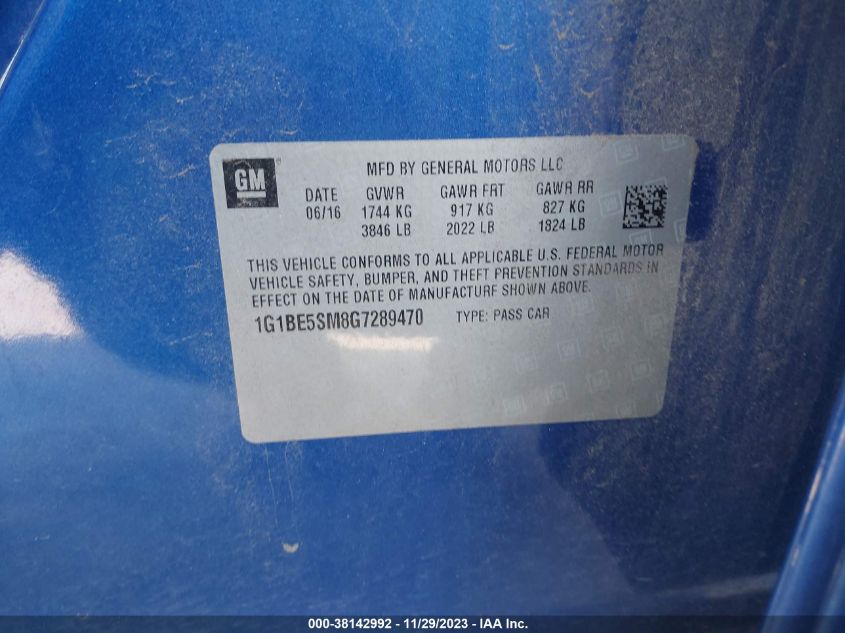 GM
MFD BY GENERAL MOTORS LLC
DATE GVWR GAWR FRT GAWR RR
06/16 1744 KG 917 KG 827 KG
3846 LB 2022 LB 1824 LB
THIS VEHICLE CONFORMS TO ALL APPLICABLE U.S. FEDERAL MOTOR
VEHICLE SAFETY, BUMPER, AND THEFT PREVENTION STANDARDS IN
EFFECT ON THE DATE OF MANUFACTURF SHOWN ABOVE.
1G1BE5SM8G7289470 TYPE: PASS CAR
000-38142992 - 11/29/2023 - IAA Inc.